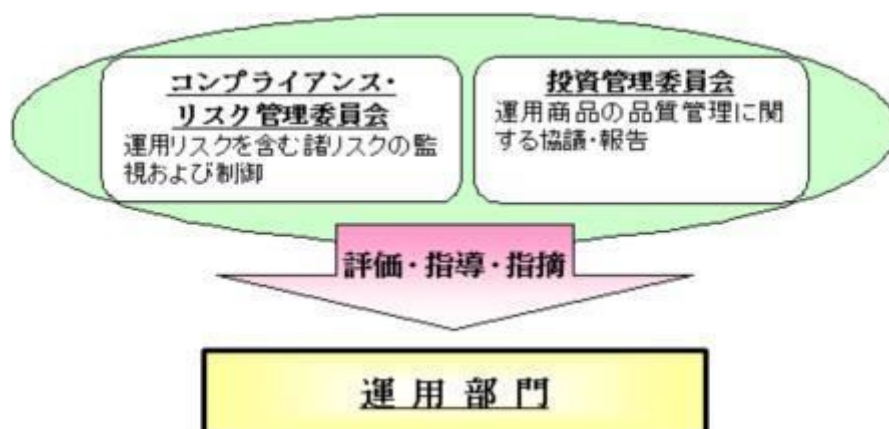 コンプライアンス・
リスク管理委員会
運用リスクを含む諸リスクの監
視および制御
投資管理委員会
運用商品の品質管理に関
する協議・報告
評価・指導・指摘
運用部門